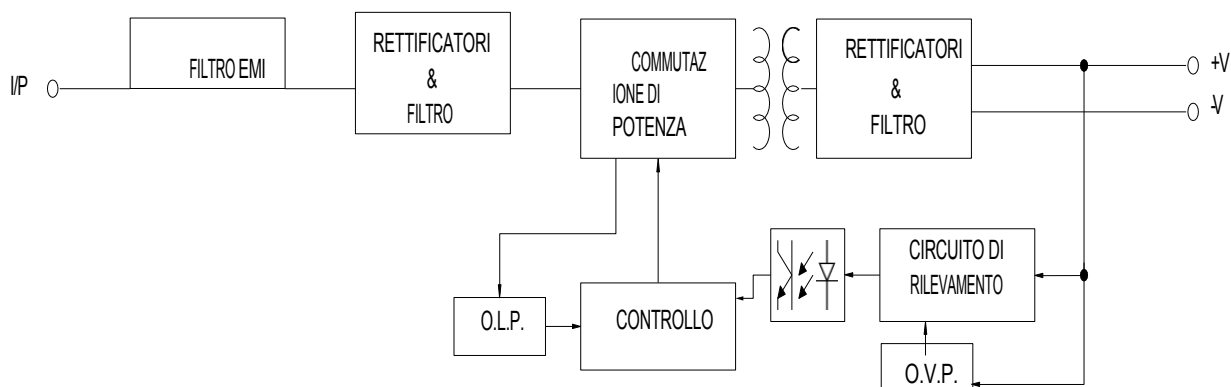 RETTIFICATORI
&
FILTRO
COMMUTAZ
IONE DI
POTENZA
RETTIFICATORI
&
FILTRO
FILTRO EMI
I/P
+V
-V
CIRCUITO DI
RILEVAMENTO
O.L.P.
CONTROLLO
O.V.P.